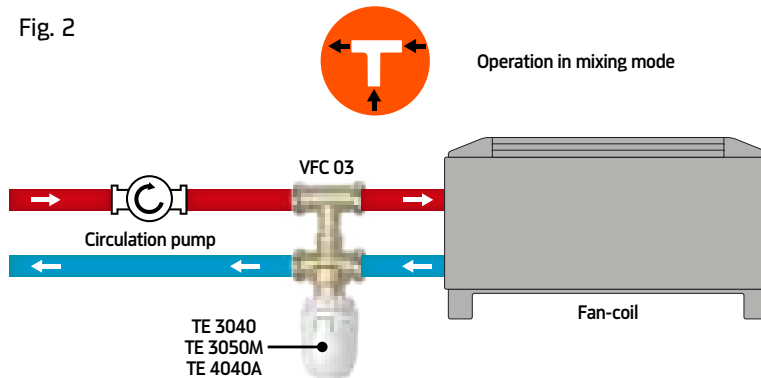 Fig. 2
Operation in mixing mode
VFC 03
Circulation pump
Fan-coil
TE 3040
TE 3050M
TE 4040A